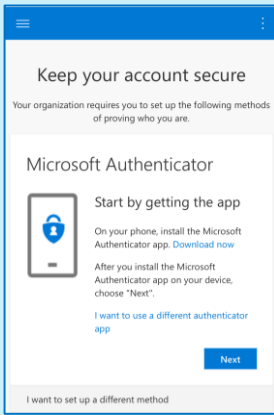 Keep your account secure
Your organization requires you to set up the following methods
of proving who you are.
Microsoft Authenticator
Start by getting the app
On your phone, install the Microsoft
Authenticator app. Download now
After you install the Microsoft
Authenticator app on your device,
choose "Next".
I want to use a different authenticator
app
Next
I want to set up a different method